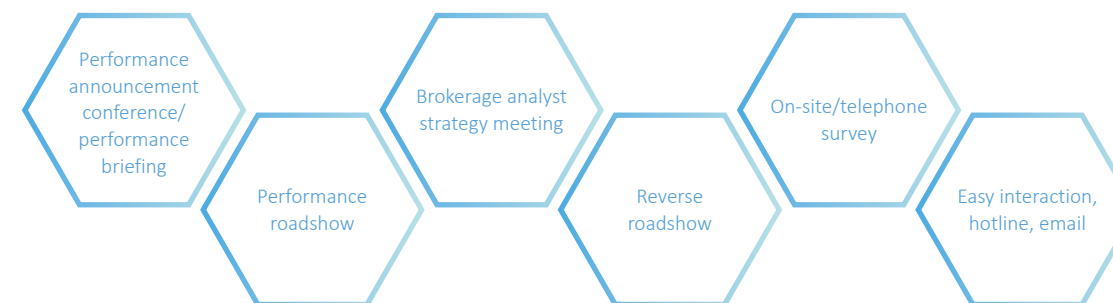 Performance
announcement
conference/
performance
briefing
Performance
roadshow
Brokerage analyst
strategy meeting
Reverse
roadshow
On-site/telephone
survey
Easy interaction,
hotline, email